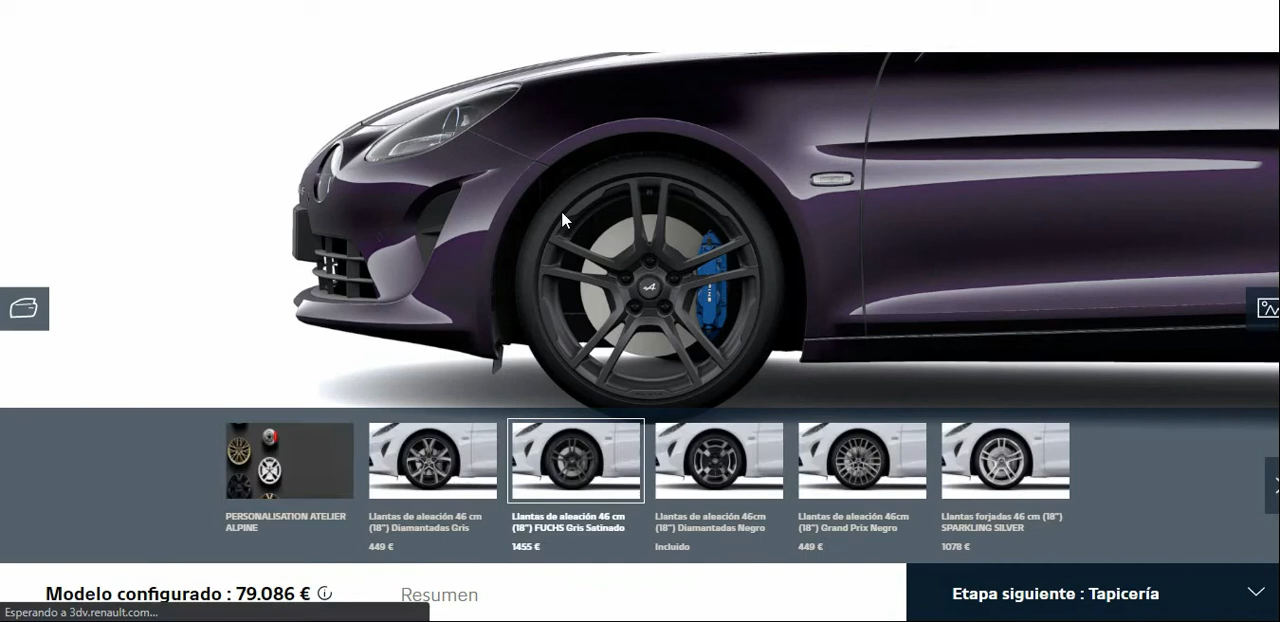 PERSONALISATION ATELIER
ALPINE
Llantas de aleación 46 cm
(18") Diamantadas Gris
449 €
Llantas de aleación 46 cm
(18") FUCHS Gris Satinado
1455 €
Llantas de aleación 46cm
(18") Diamantadas Negro
Incluido
Llantas de aleación 46cm
(18") Grand Prix Negro
449 €
Llantas forjadas 46 cm (18")
SPARKLING SILVER
1078 €
Modelo configurado : 79.086 €
Resumen
Etapa siguiente : Tapicería
Esperando a 3dv.renault.com...